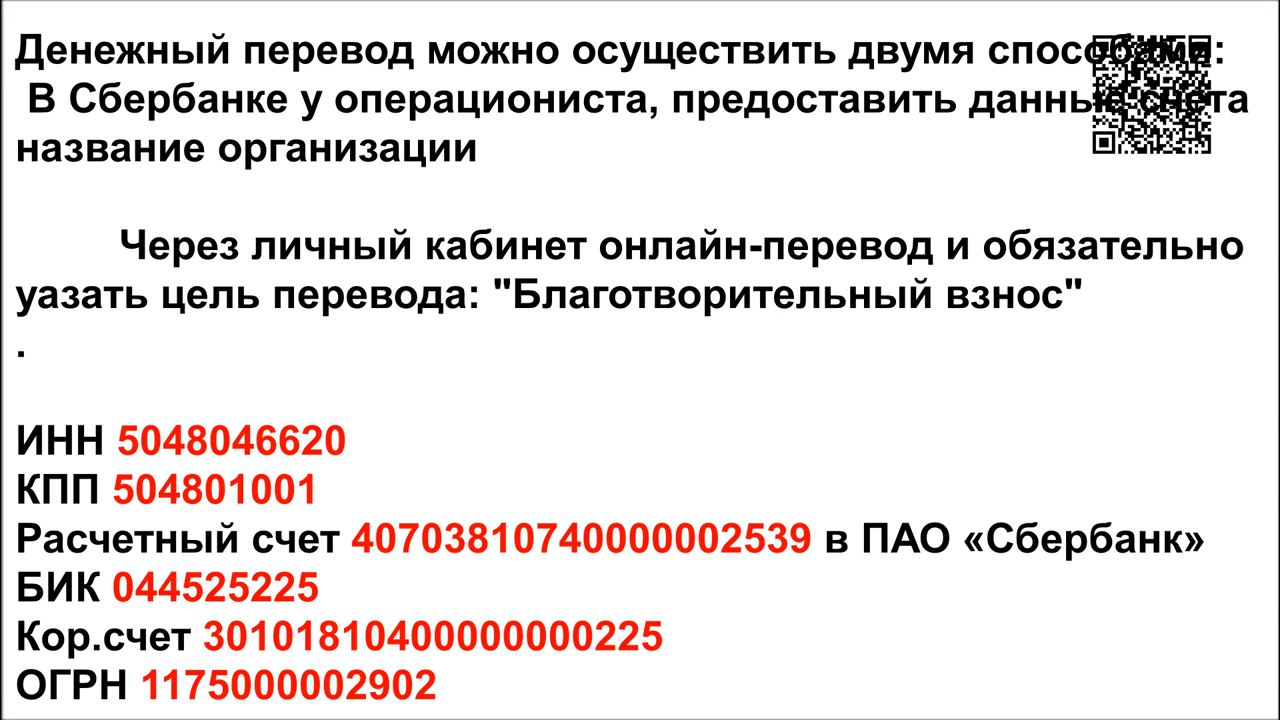 Денежный перевод можно осуществить двумя способами:
В Сбербанке у операциониста, предоставить данные счета
название организации
Через личный кабинет онлайн-перевод и обязательно
уазать цель перевода: "Благотворительный взнос"
.
ИНН 5048046620
КПП 504801001
Расчетный счет 40703810740000002539 в ПАО «Сбербанк»
БИК 044525225
Кор.счет 30101810400000000225
ОГРН 1175000002902